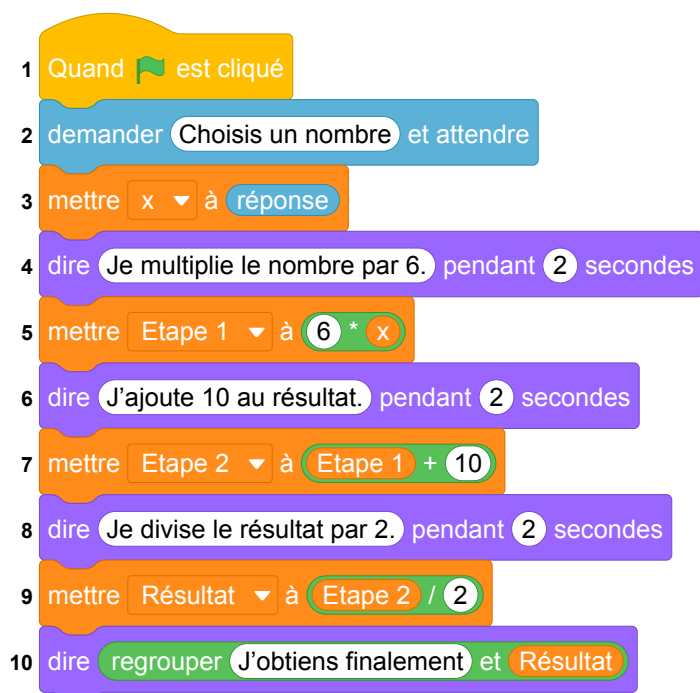 1 Quand est cliqué
2 demander Choisis un nombre et attendre
3 mettre x à réponse
4 dire Je multiplie le nombre par 6. pendant 2 secondes
5 mettre Etape 1 à 6 * x
6 dire J’ajoute 10 au résultat. pendant 2 secondes
7 mettre Etape 2 à Etape 1 + 10
8 dire Je divise le résultat par 2. pendant 2 secondes
9 mettre Résultat à Etape 2 / 2
10 dire regrouper J’obtiens finalement et Résultat